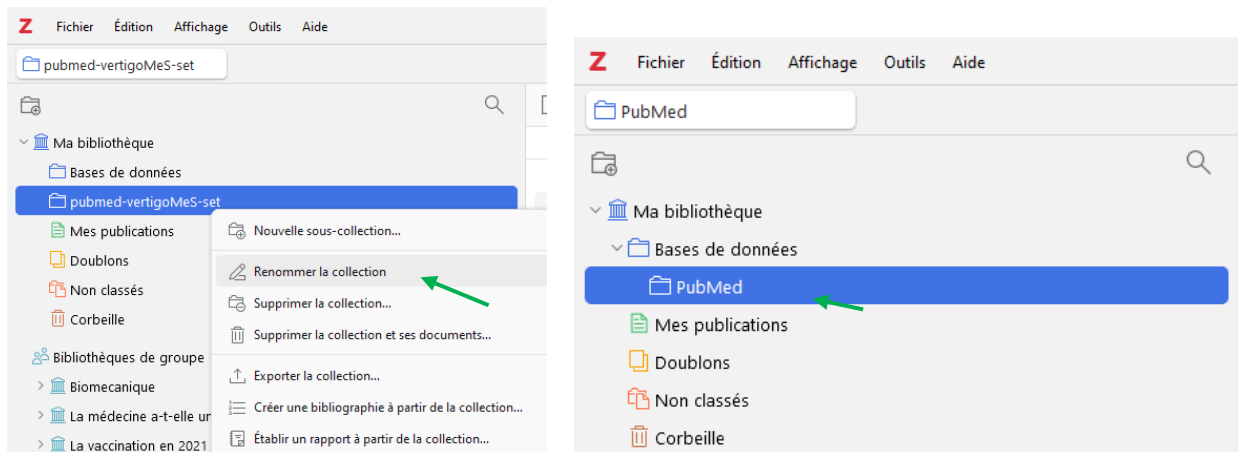 Z Fichier Édition Affichage Outils Aide
pubmed-vertigoMeS-set
Ma bibliothèque
Bases de données
pubmed-vertigoMeS-set
Mes publications
Doublons
Non classés
Corbeille
Bibliothèques de groupe
Biomecanique
La médecine a-t-elle un
La vaccination en 2021
Nouvelle sous-collection...
Renommer la collection
Supprimer la collection...
Supprimer la collection et ses documents...
Exporter la collection...
Créer une bibliographie à partir de la collection...
Établir un rapport à partir de la collection...
Z Fichier Édition Affichage Outils Aide
PubMed
Ma bibliothèque
Bases de données
PubMed
Mes publications
Doublons
Non classés
Corbeille